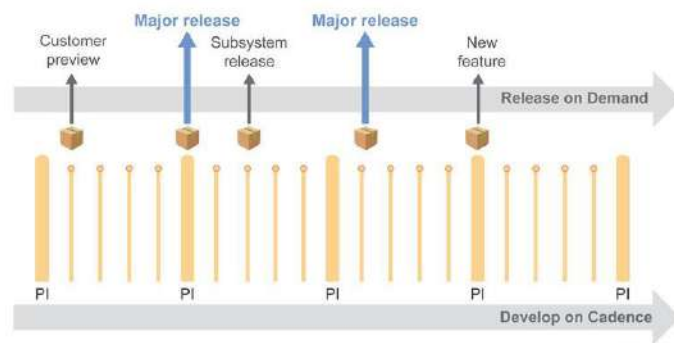 Major release
Major release
Customer
preview
Subsystem
release
New
feature
Release on Demand
PI
PI
PI
PI
PI
Develop on Cadence